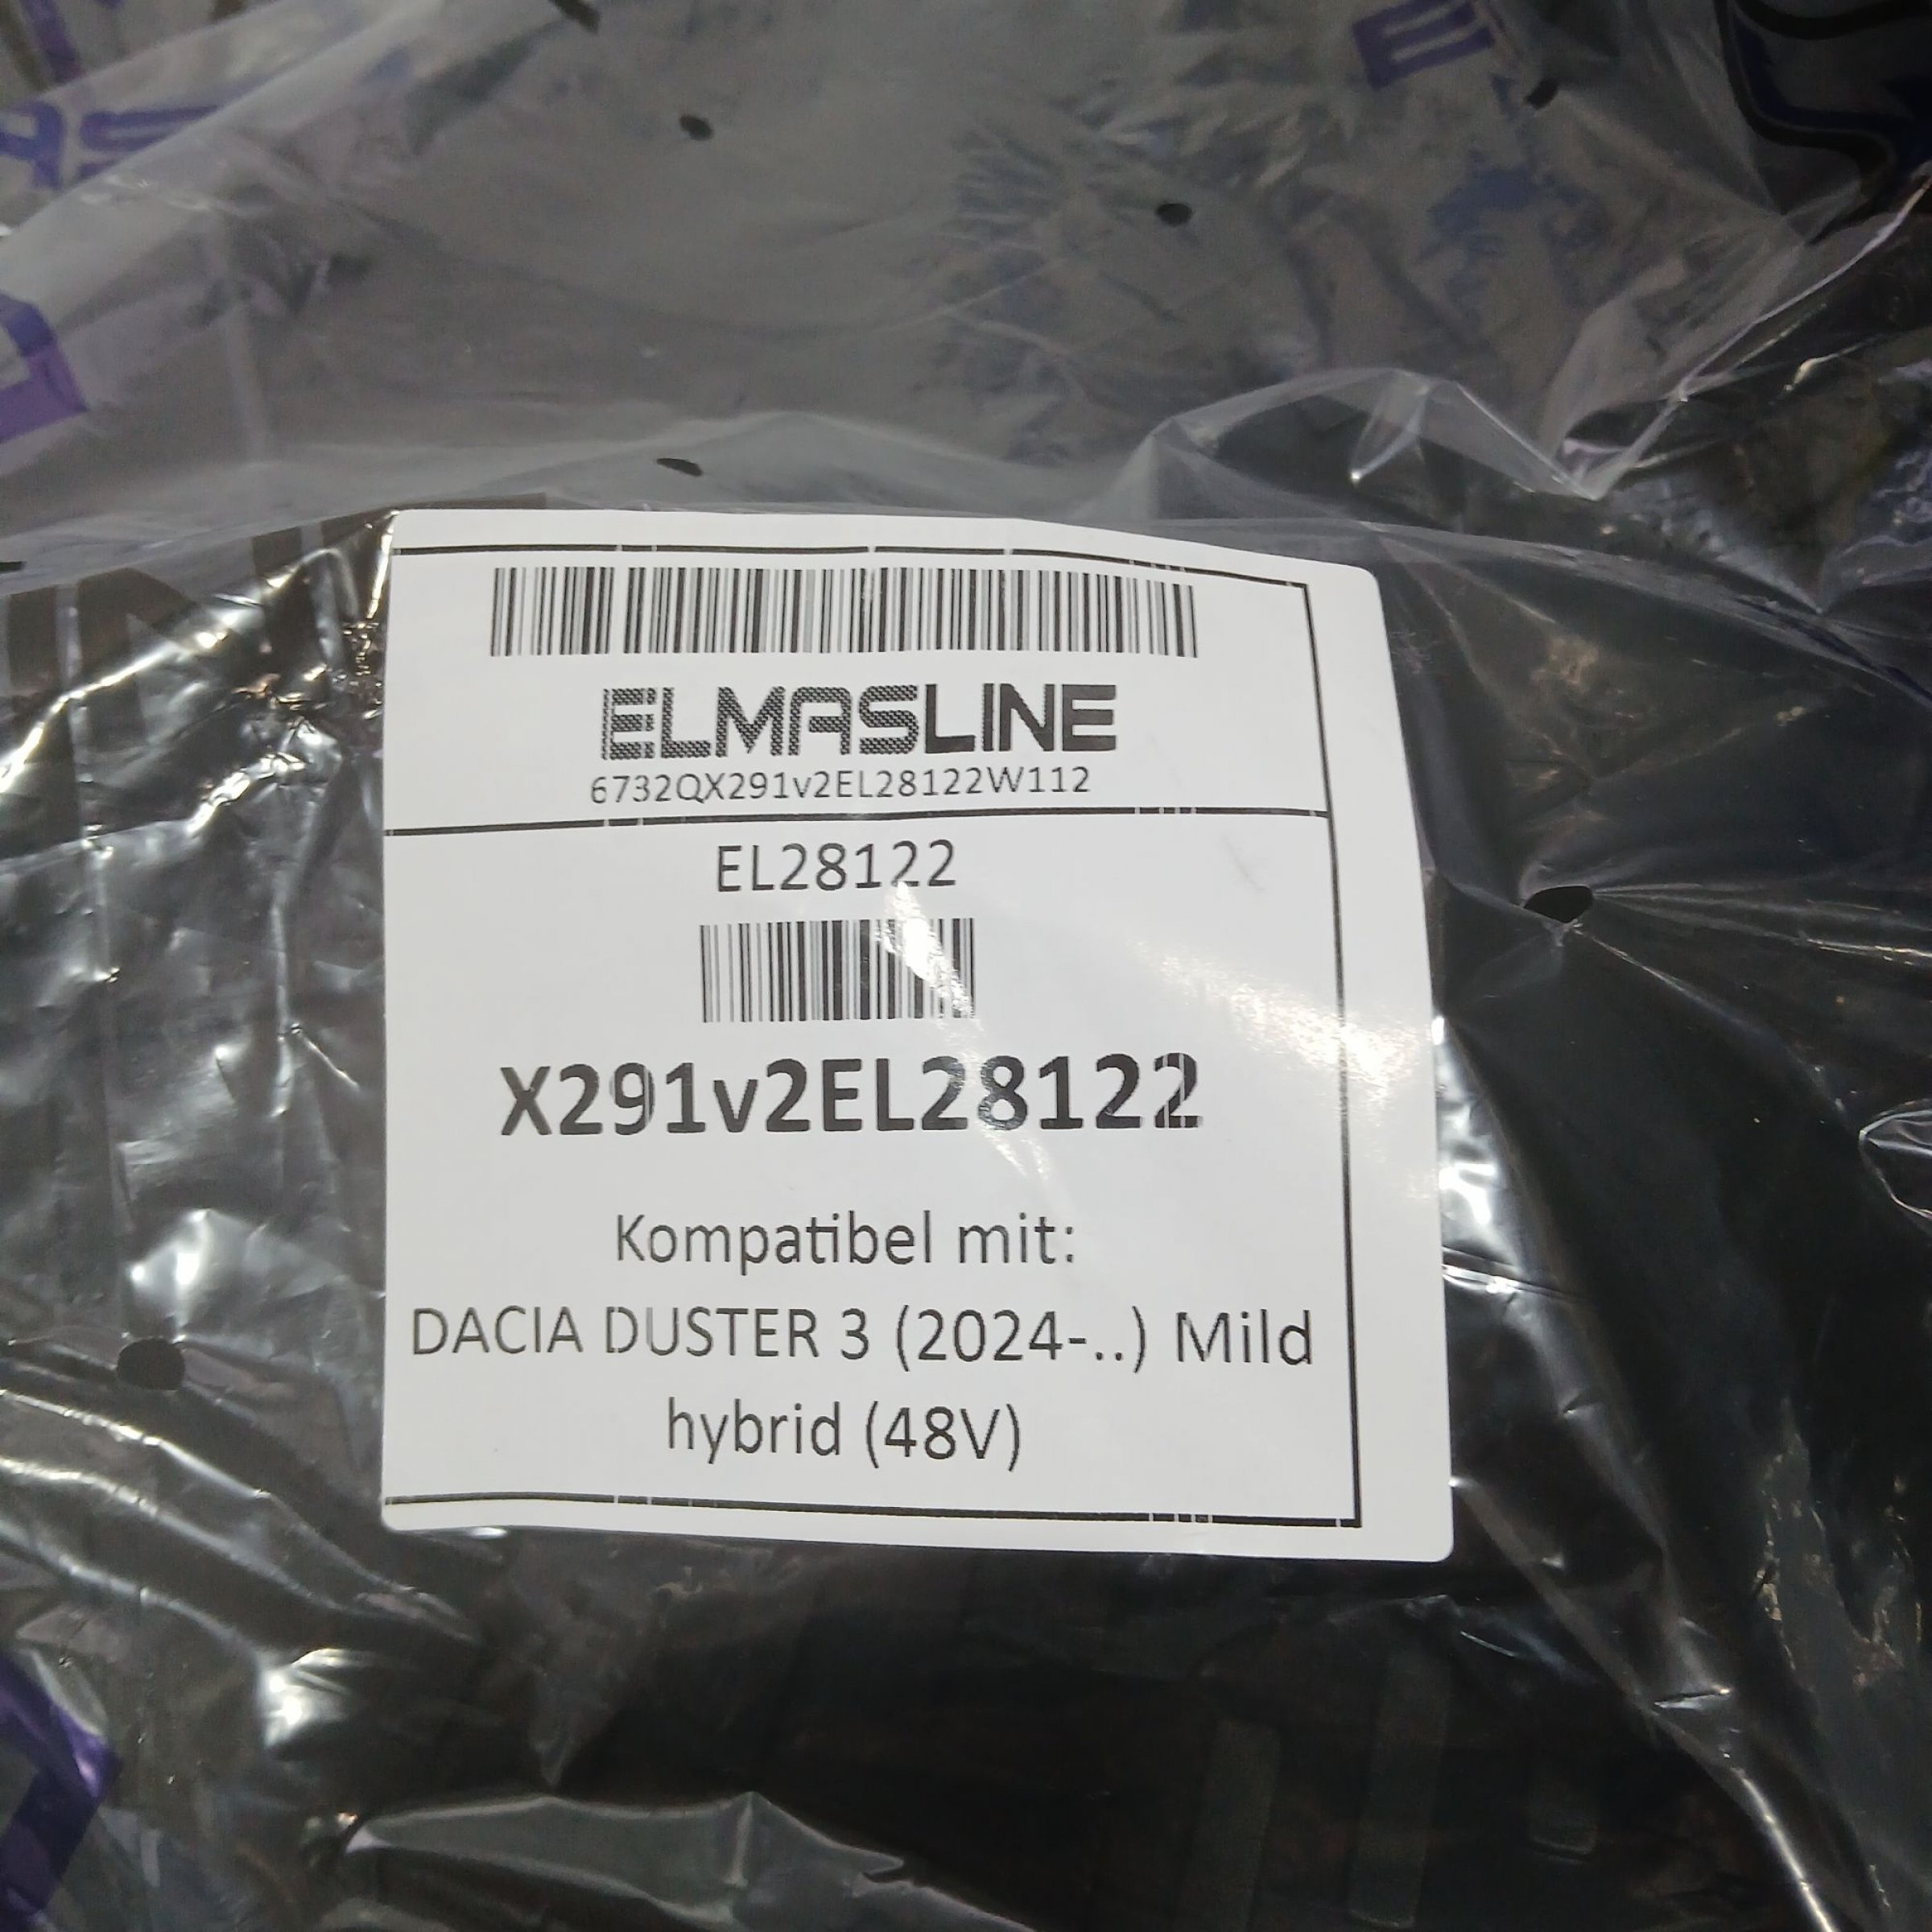 ELMASLINE
6732QX291v2EL28122W112
EL28122
X291v2EL28122
Kompatibel mit:
DACIA DUSTER 3 (2024-..) Mild
hybrid (48V)